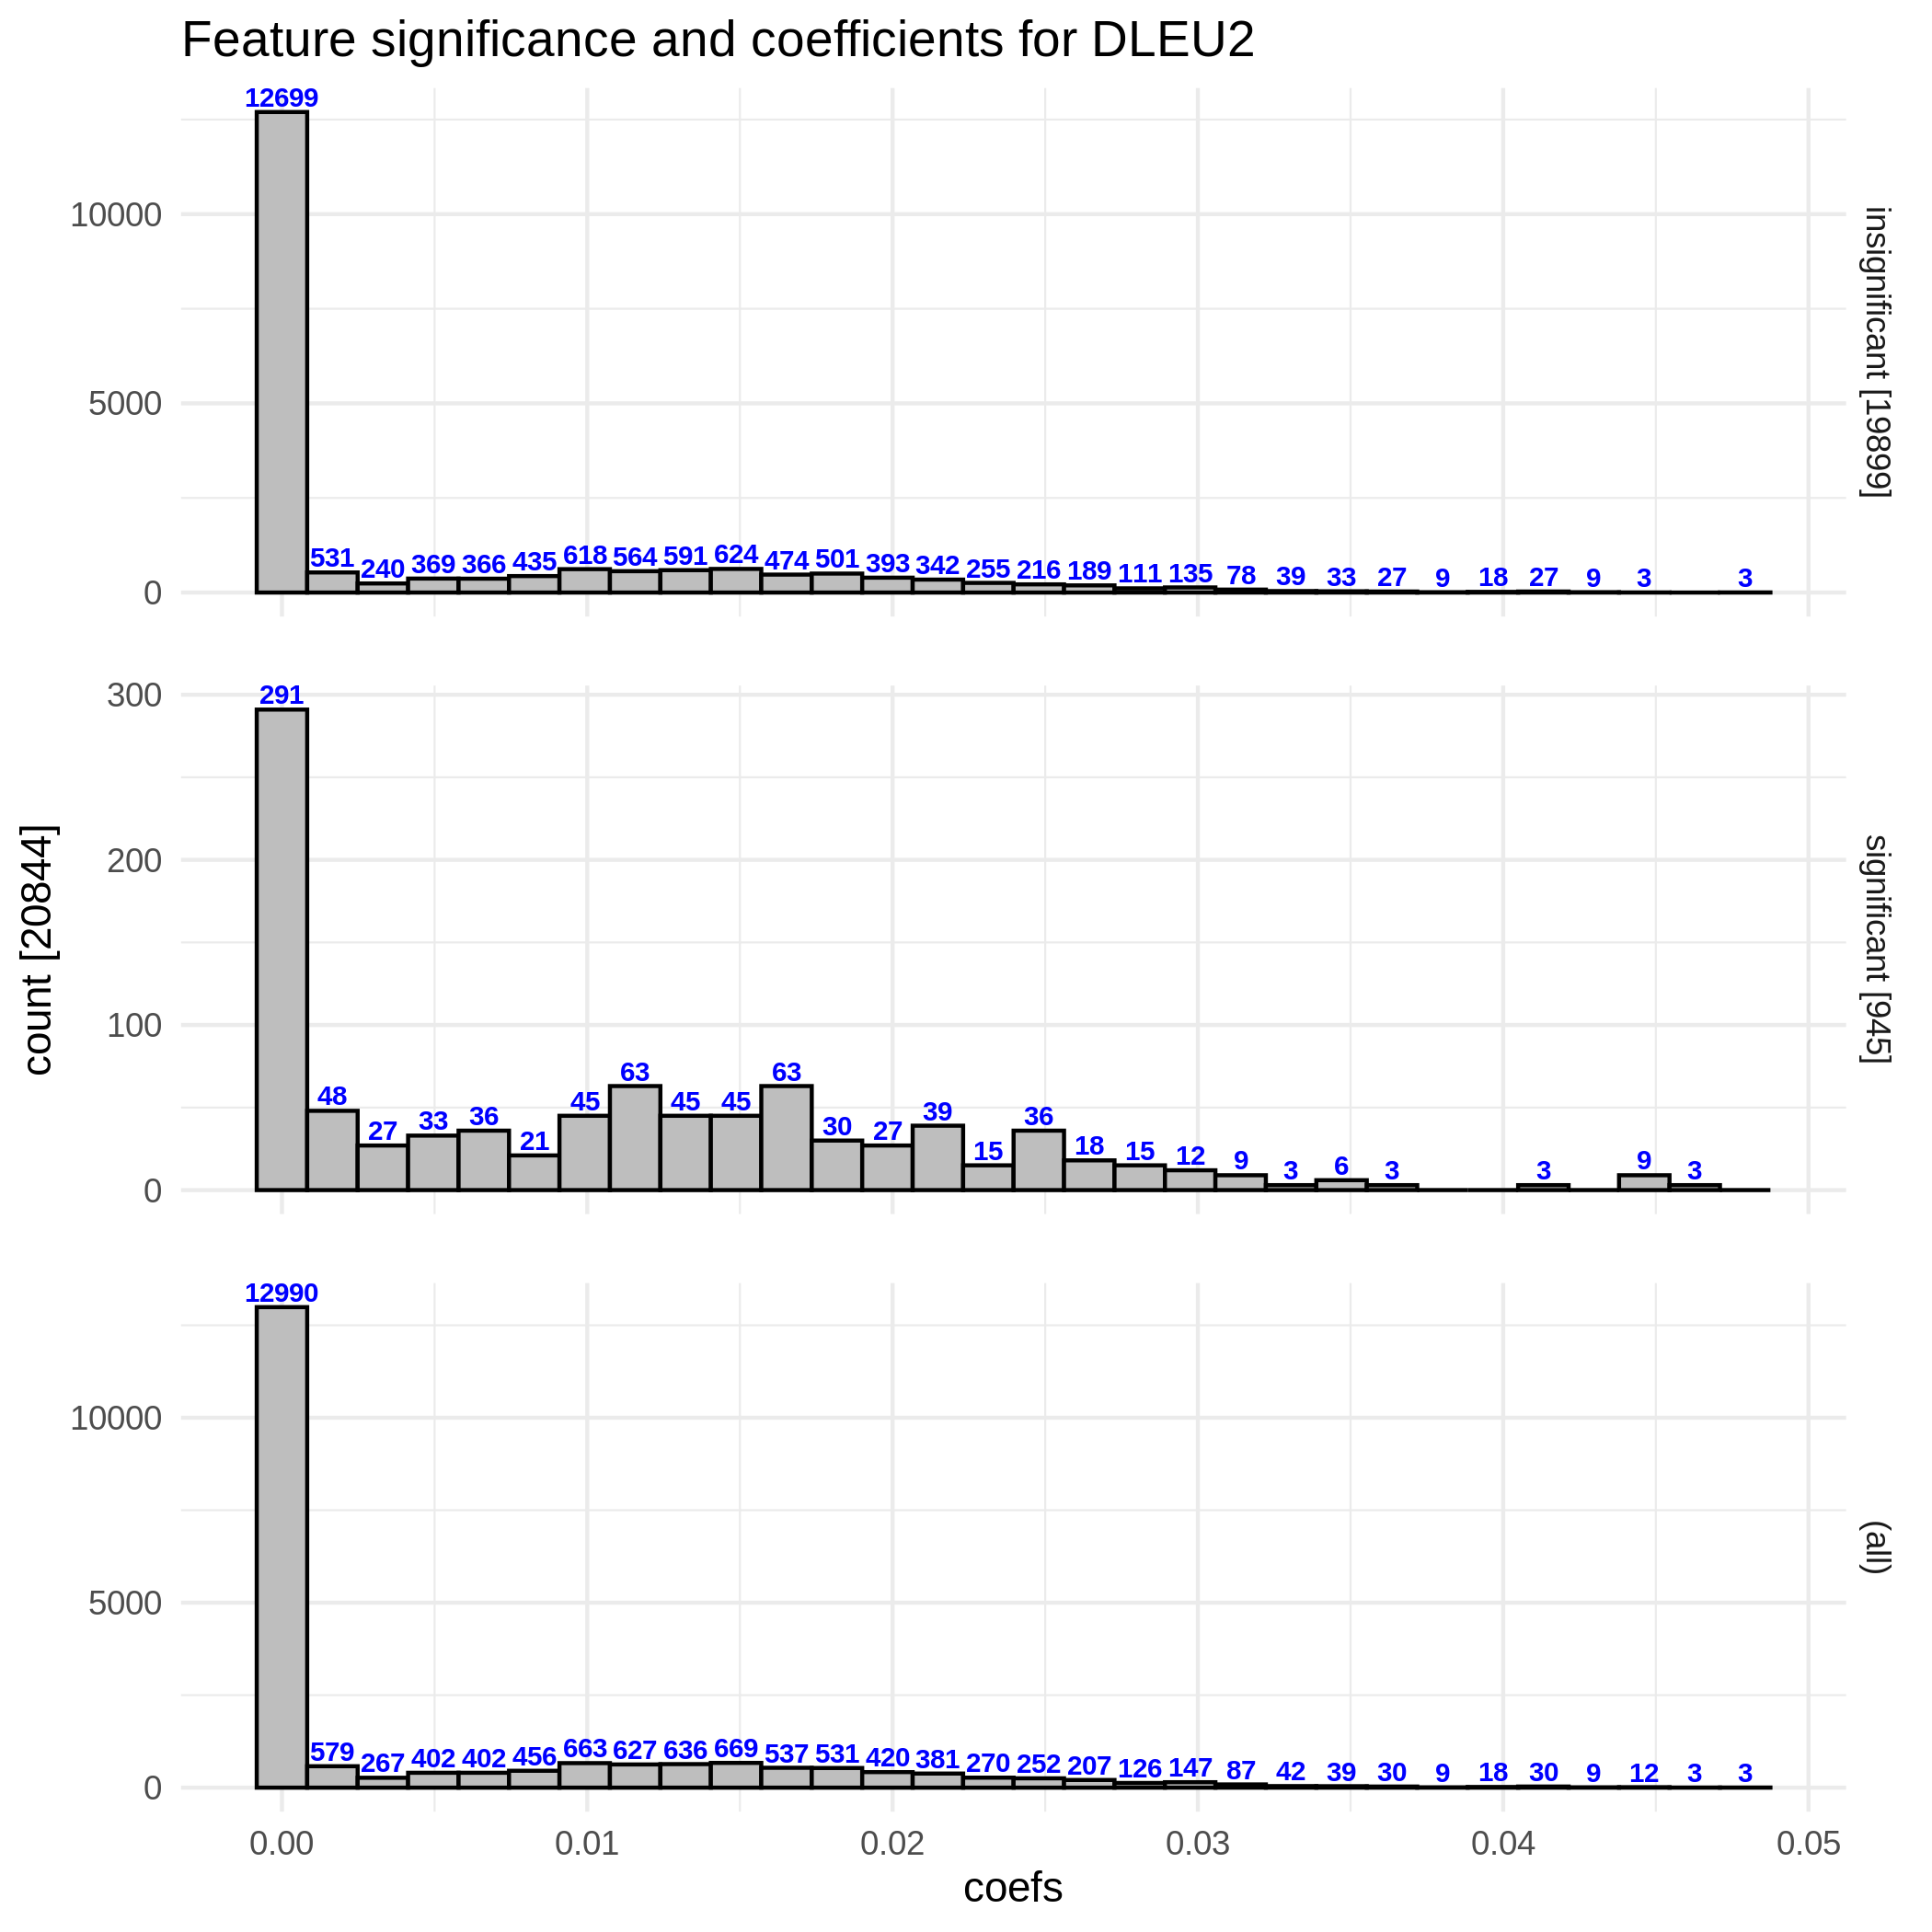 Feature significance and coefficients for DLEU2
12699
10000
5000
0
531 240 369 366 435 618 564 591 624 474 501 393 342 255 216 189 111 135 78 39 33 27 9 18 27 9 3 3
insignificant [19899]
300
200
100
0
291
48 27 33 36 21 45 63 45 45 63 30 27 39 15 36 18 15 12 9 3 6 3 3 9 3
significant [945]
count [20844]
12990
10000
5000
0
579 267 402 402 456 663 627 636 669 537 531 420 381 270 252 207 126 147 87 42 39 30 9 18 30 9 12 3 3
(all)
0.00 0.01 0.02 0.03 0.04 0.05
coefs